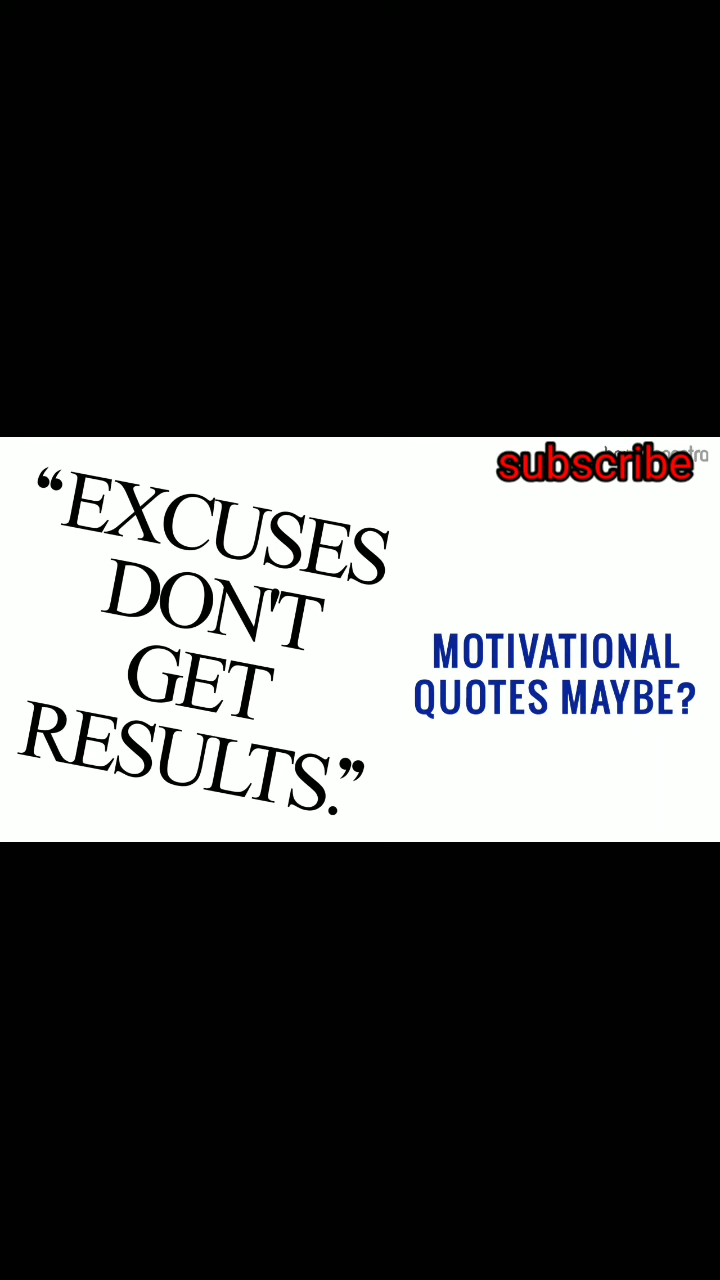 subscribe
“EXCUSES
DON'T
GET
RESULTS.”
MOTIVATIONAL
QUOTES MAYBE?